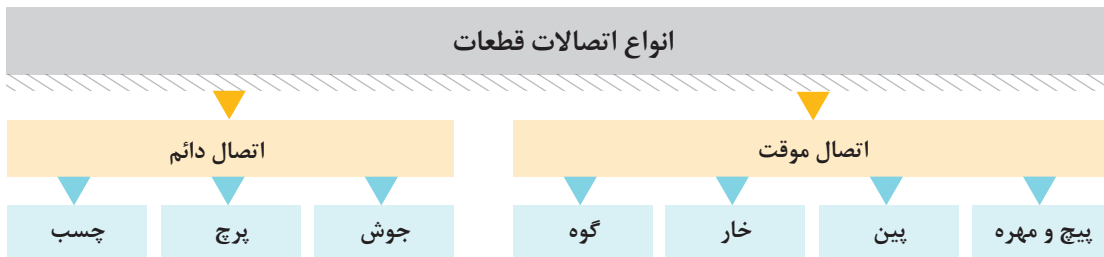 انواع اتصالات قطعات
اتصال موقت
اتصال دائم
پیچ و مهره
پین
خار
گوه
جوش
پرچ
چسب